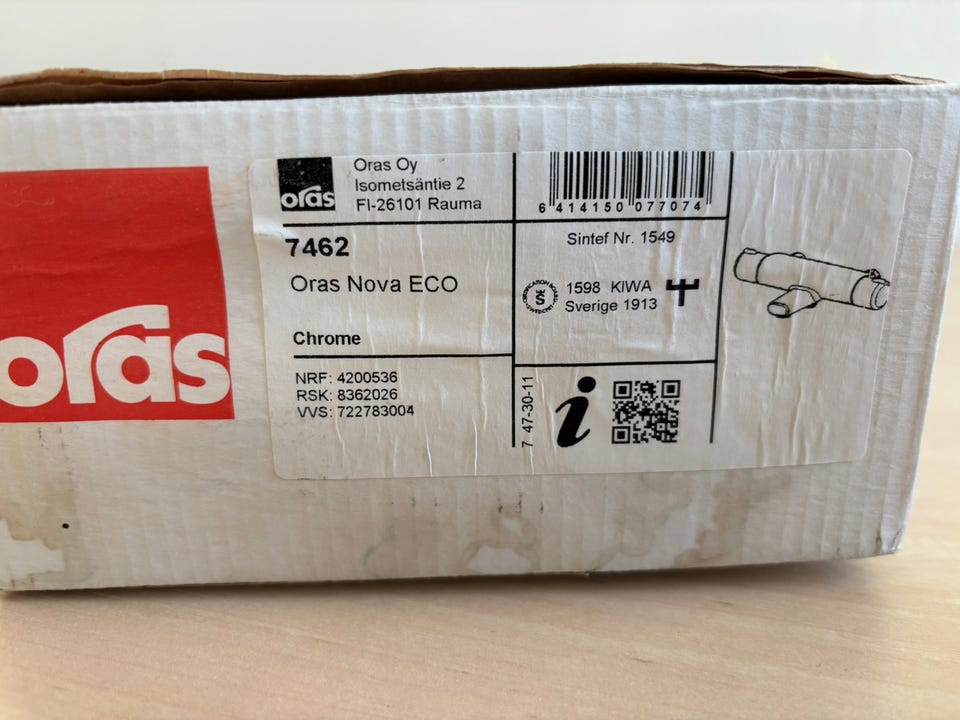 oras
oras
Oras Oy
Isometsäntie 2
FI-26101 Rauma
7462
Oras Nova ECO
Chrome
NRF: 4200536
RSK: 8362026
VVS: 722783004
6 414150 077074
Sintef Nr. 1549
1598 KIWA
Sverige 1913
7 47-30-11
i